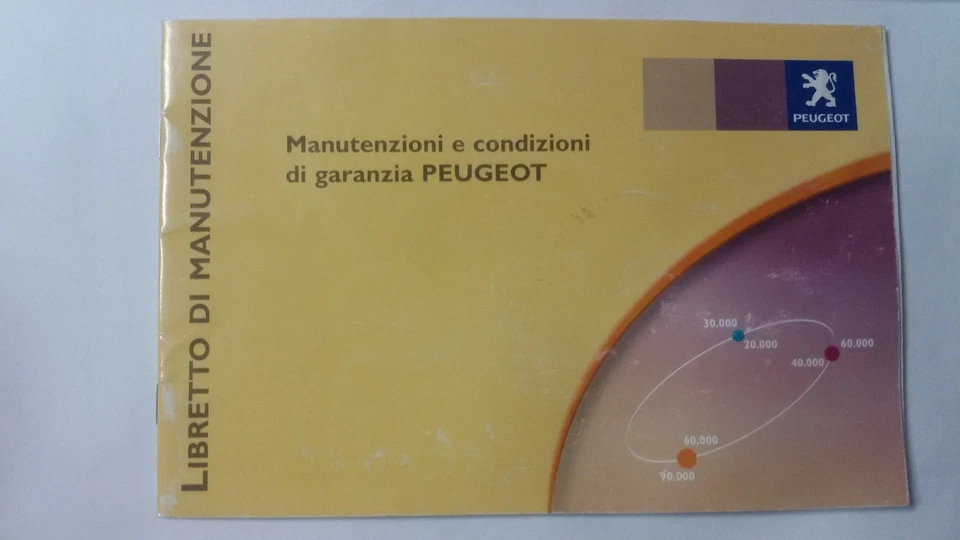 LIBRETTO DI MANUTENZIONE
Manutenzioni e condizioni
di garanzia PEUGEOT
PEUGEOT
30.000
20.000
60.000
40.000
60.000
90.000